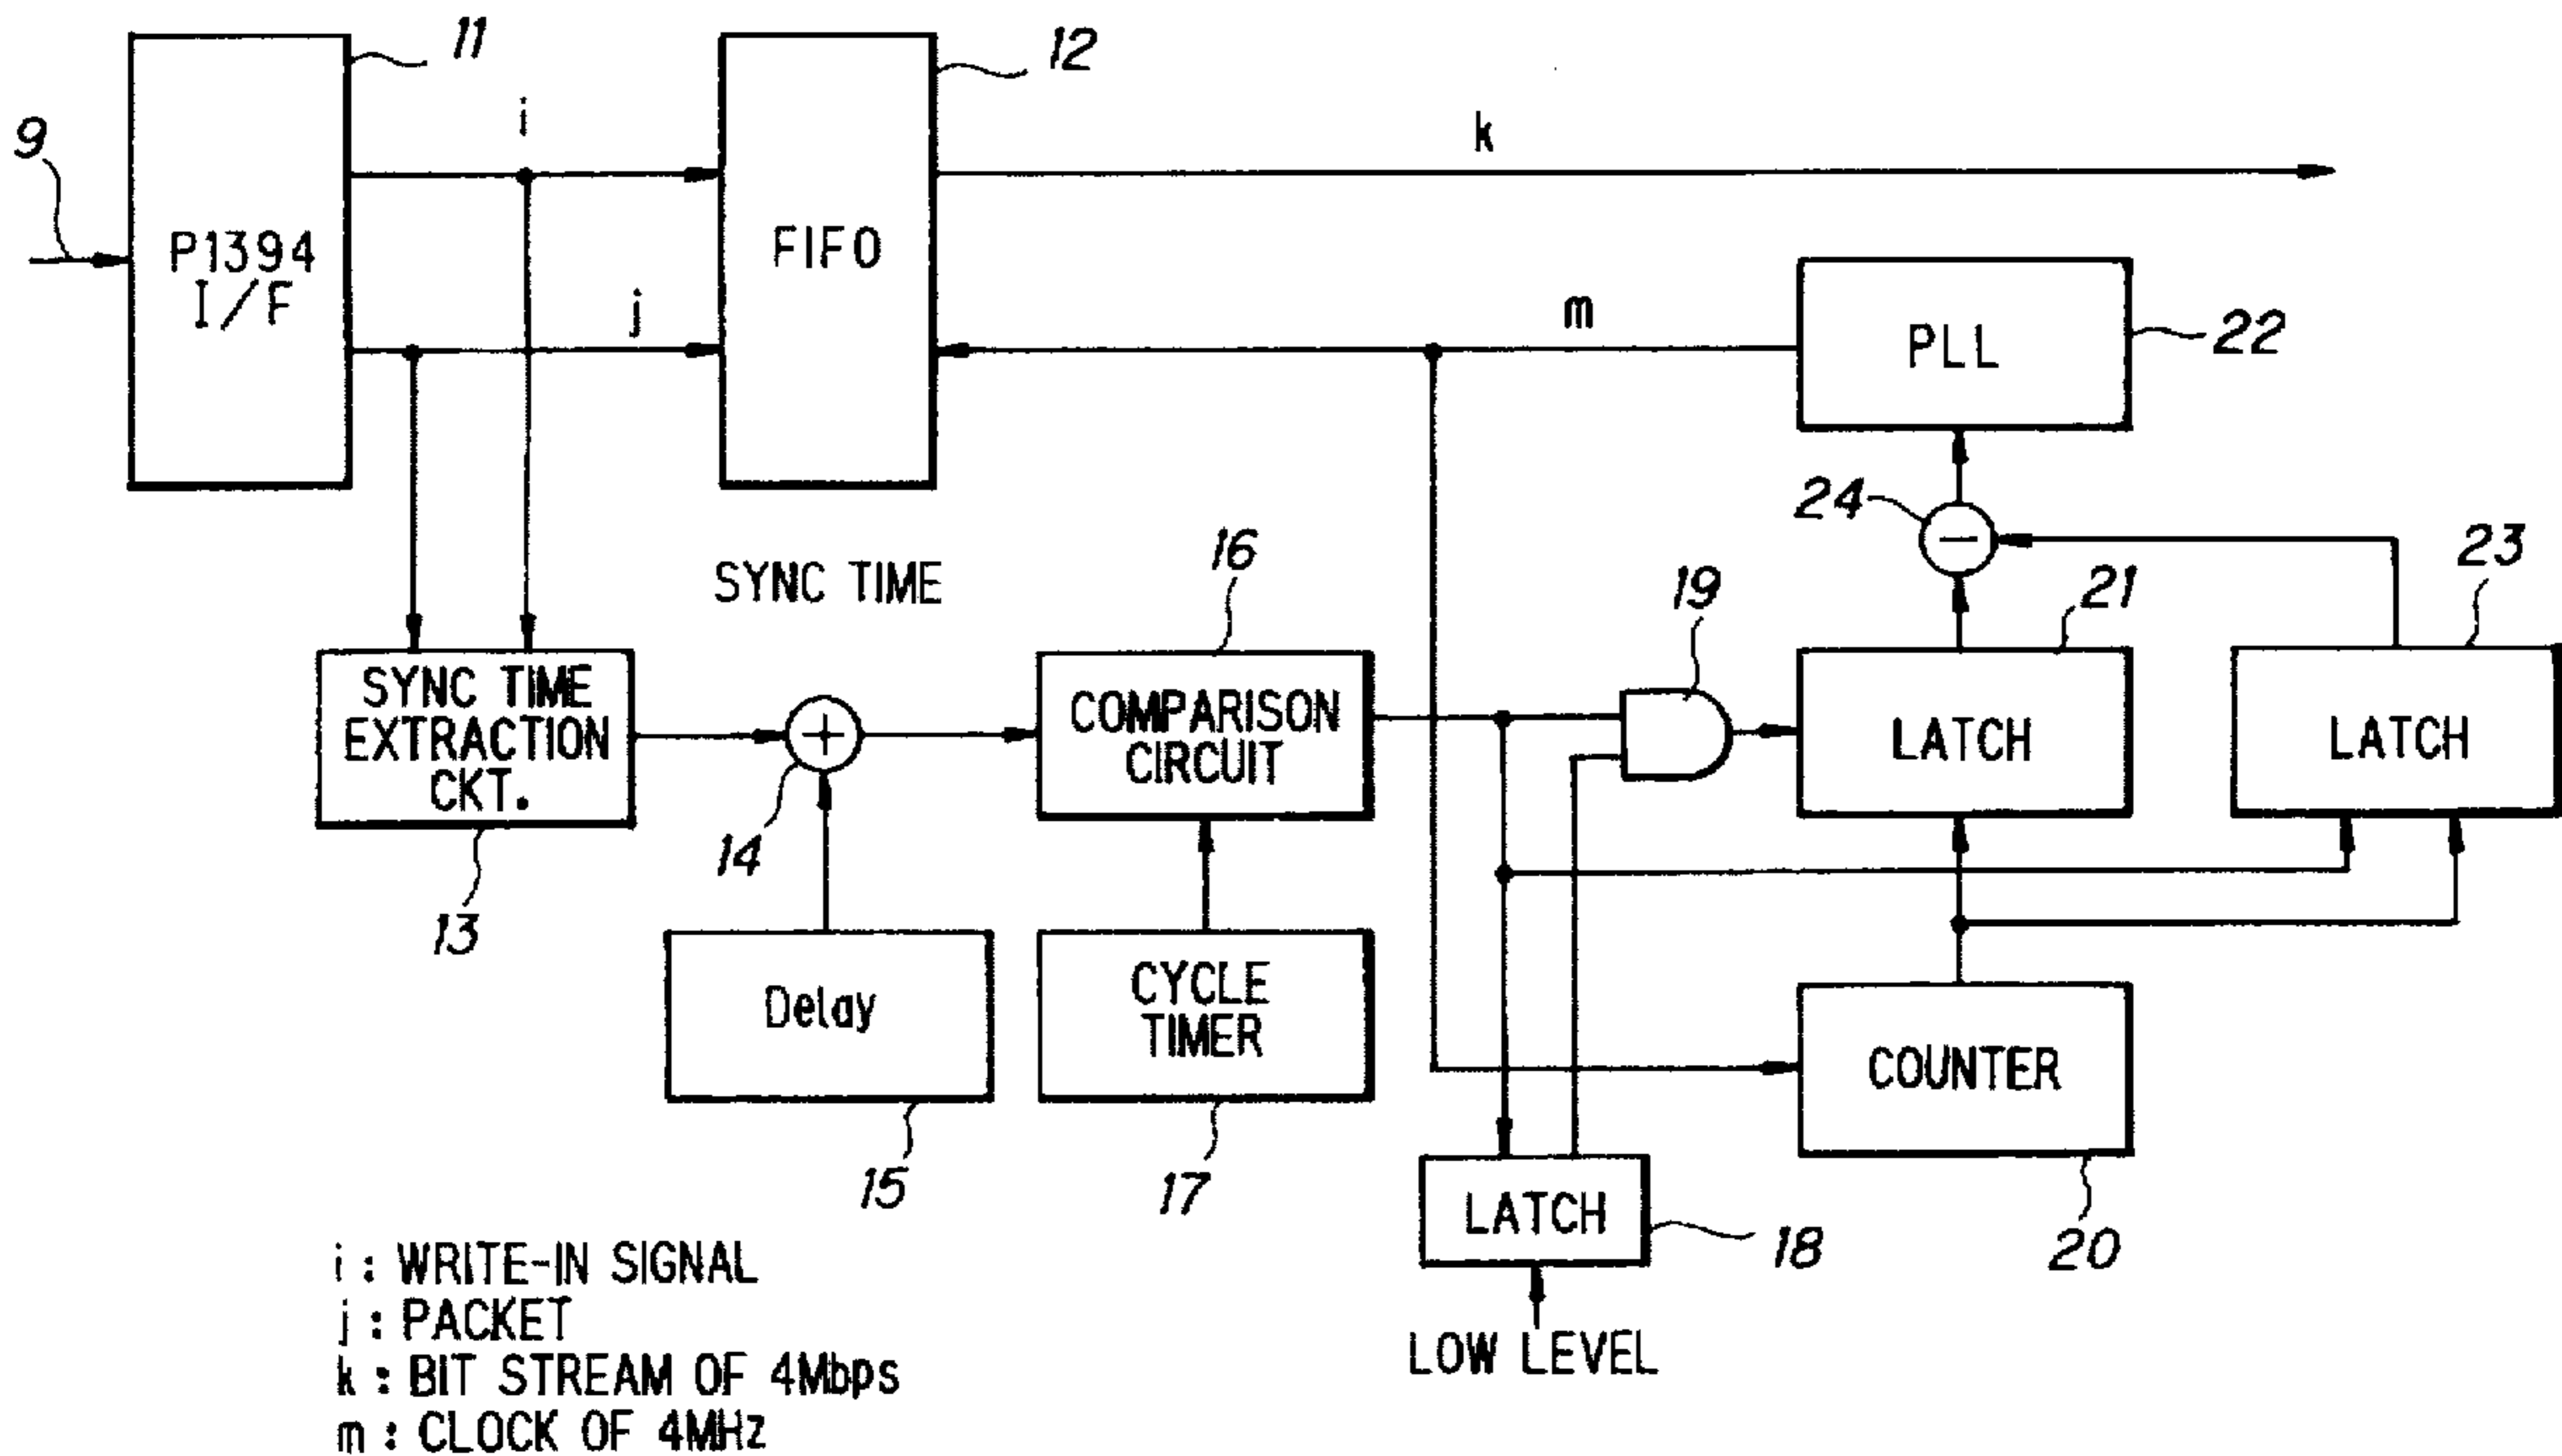 11
12
i
k
9
P1394
I/F
FIFO
j
m
PLL
22
24
SYNC TIME
16
19
21
23
SYNC TIME
EXTRACTION
CKT.
+
COMPARISON
CIRCUIT
−
LATCH
LATCH
14
13
Delay
CYCLE
TIMER
COUNTER
15
17
LATCH
18
20
LOW LEVEL
i : WRITE-IN SIGNAL
j : PACKET
k : BIT STREAM OF 4Mbps
m : CLOCK OF 4MHz